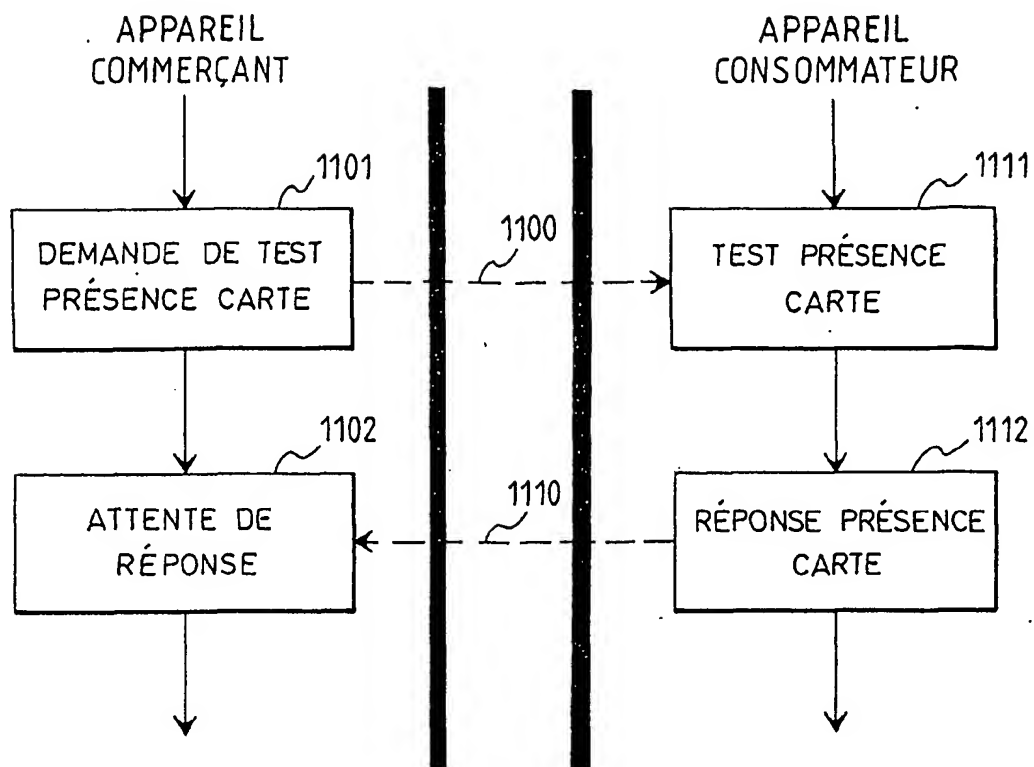 APPAREIL
COMMERÇANT
APPAREIL
CONSOMMATEUR
1101
DEMANDE DE TEST
PRÉSENCE CARTE
1100
1111
TEST PRÉSENCE
CARTE
1102
ATTENTE DE
RÉPONSE
1110
1112
RÉPONSE PRÉSENCE
CARTE